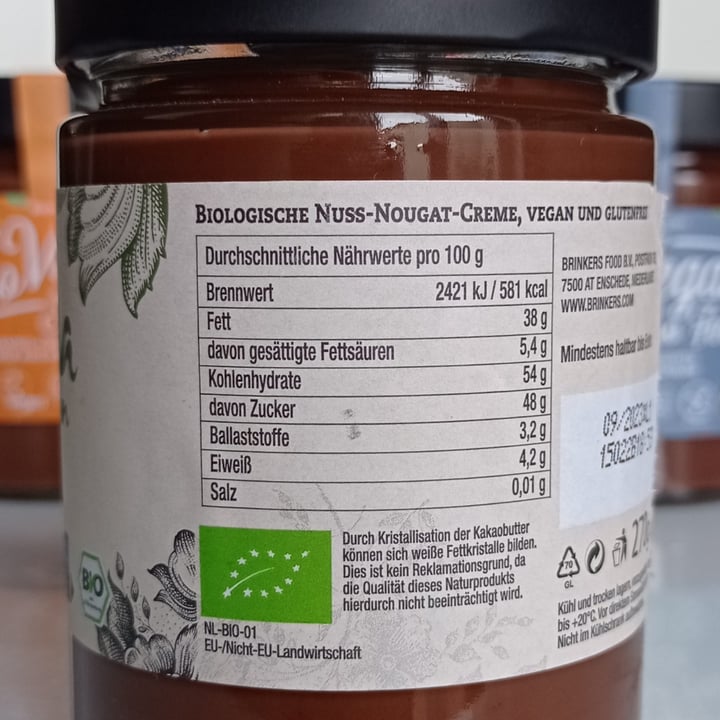 BIOLOGISCHE NUSS-NOUGAT-CREME, VEGAN UND GLUTENFREI
Durchschnittliche Nährwerte pro 100 g
Brennwert 2421 kJ / 581 kcal
Fett 38 g
davon gesättigte Fettsäuren 5,4 g
Kohlenhydrate 54 g
davon Zucker 48 g
Ballaststoffe 3,2 g
Eiweiß 4,2 g
Salz 0,01 g
BRINKERS FOOD B.V.,
7500 AT ENSCHEDE,
WWW.BRINKERS.COM
Mindestens haltbar bis
09/2023
Durch Kristallisation der Kakaobutter
können sich weiße Fettkristalle bilden.
Dies ist kein Reklamationsgrund, da
die Qualität dieses Naturprodukts
hierdurch nicht beeinträchtigt wird.
NL-BIO-01
EU-/Nicht-EU-Landwirtschaft
BIO
70
GL
270
Kühl und trocken lagern,
bis +20°C. Vor
Nicht im Kühlschrank